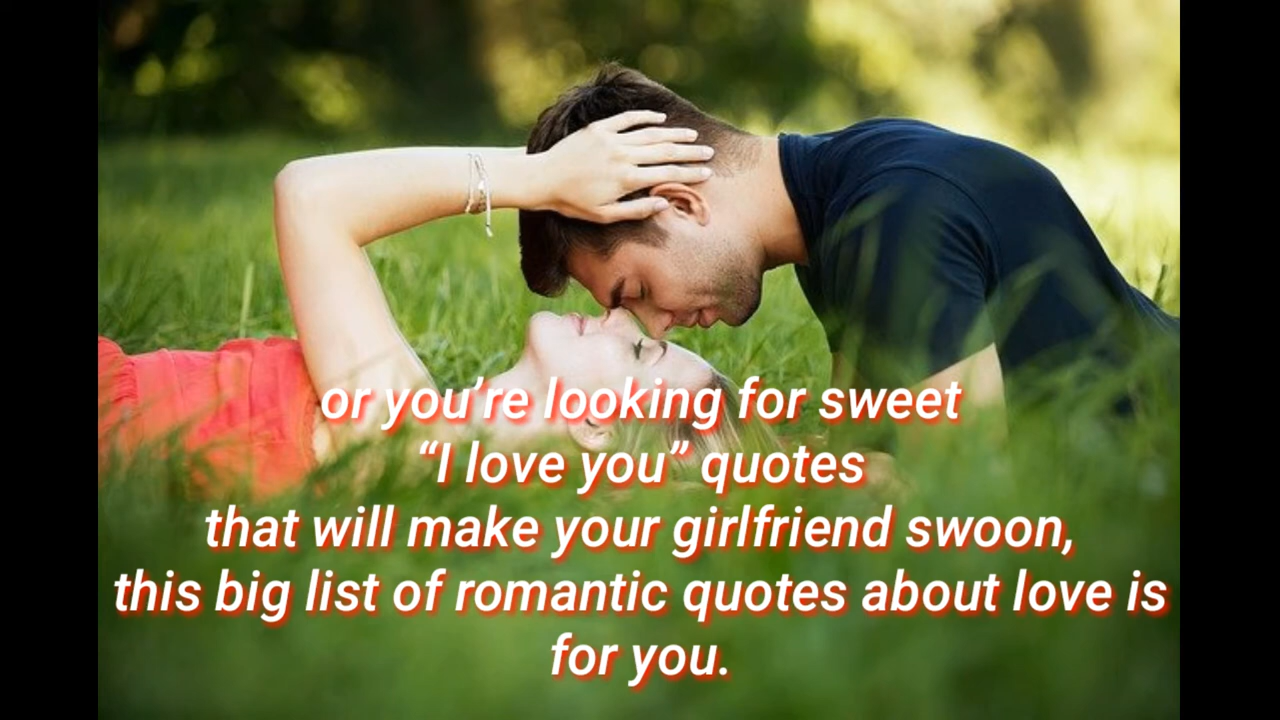 or you’re looking for sweet
“I love you” quotes
that will make your girlfriend swoon,
this big list of romantic quotes about love is
for you.